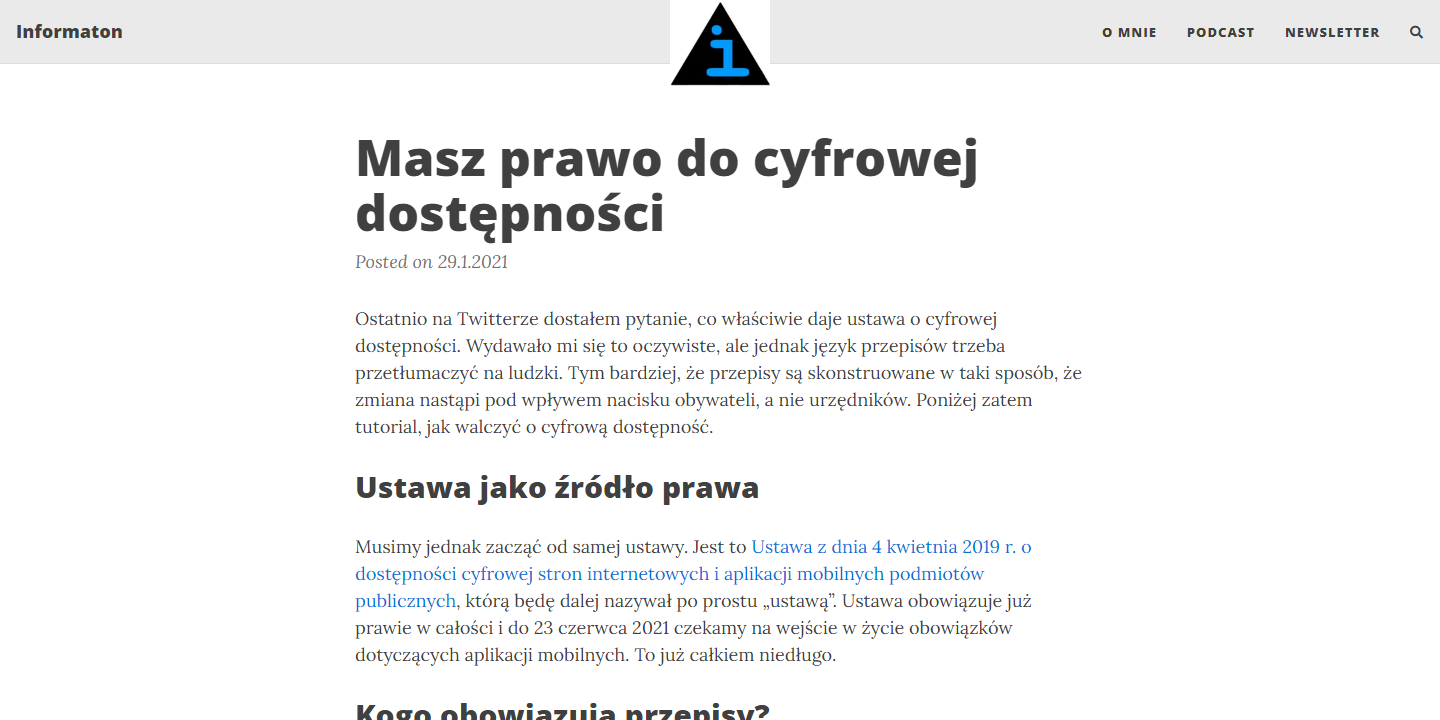 Informaton
O MNIE
PODCAST
NEWSLETTER
i
Masz prawo do cyfrowej
dostępności
Posted on 29.1.2021
Ostatnio na Twitterze dostałem pytanie, co właściwie daje ustawa o cyfrowej
dostępności. Wydawało mi się to oczywiste, ale jednak język przepisów trzeba
przetłumaczyć na ludzki. Tym bardziej, że przepisy są skonstruowane w taki sposób, że
zmiana nastąpi pod wpływem nacisku obywateli, a nie urzędników. Poniżej zatem
tutorial, jak walczyć o cyfrową dostępność.
Ustawa jako źródło prawa
Musimy jednak zacząć od samej ustawy. Jest to Ustawa z dnia 4 kwietnia 2019 r. o
dostępności cyfrowej stron internetowych i aplikacji mobilnych podmiotów
publicznych, którą będę dalej nazywał po prostu „ustawą”. Ustawa obowiązuje już
prawie w całości i do 23 czerwca 2021 czekamy na wejście w życie obowiązków
dotyczących aplikacji mobilnych. To już całkiem niedługo.
Kogo obowiązują przepisy?